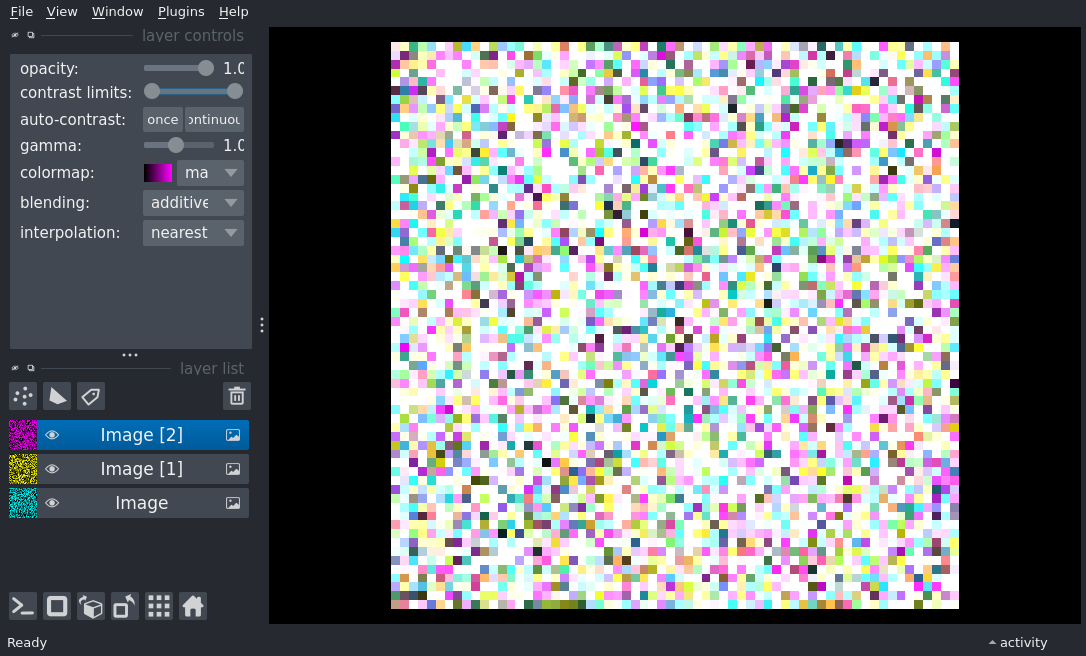 File View Window Plugins Help
layer controls
opacity: 1.0
contrast limits:
auto-contrast: once ontinuou
gamma: 1.0
colormap: ma
blending: additive
interpolation: nearest
layer list
Image [2]
Image [1]
Image
Ready activity